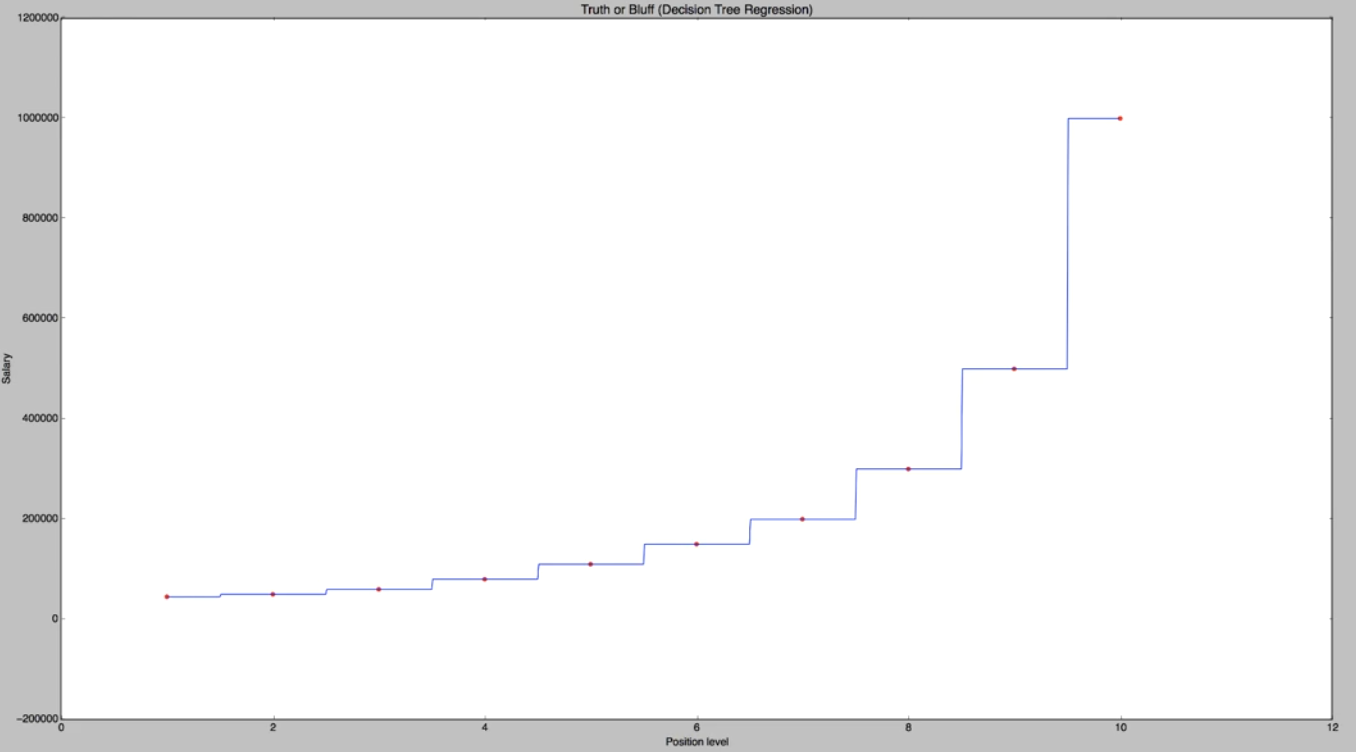 Truth or Bluff (Decision Tree Regression)
1200000
1000000
800000
600000
400000
200000
0
−200000
Salary
0 2 4 6 8 10 12
Position level